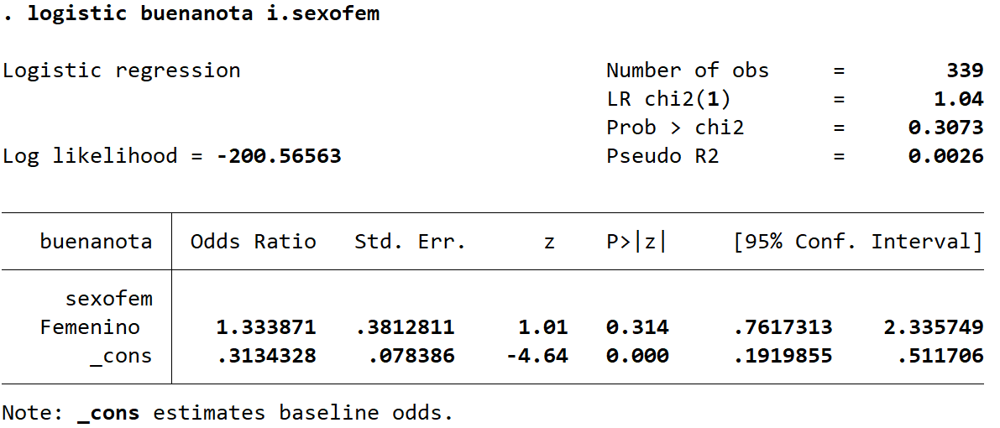 . logistic buenanota i.sexofem
Logistic regression                             Number of obs     =        339
                                                LR chi2(1)        =       1.04
                                                Prob > chi2       =     0.3073
Log likelihood = -200.56563                     Pseudo R2         =     0.0026
buenanota   Odds Ratio   Std. Err.      z    P>|z|     [95% Conf. Interval]
sexofem
Femenino      1.333871   .3812811     1.01   0.314     .7617313    2.335749
_cons      .3134328    .078386    -4.64   0.000     .1919855     .511706
Note: _cons estimates baseline odds.